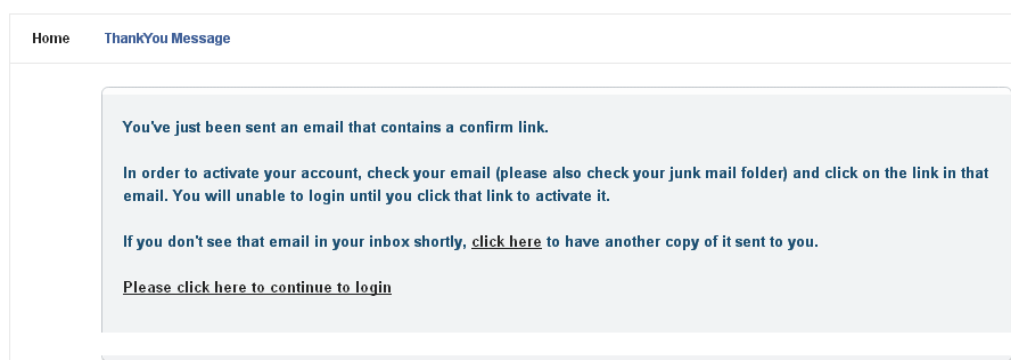 Home ThankYou Message
You've just been sent an email that contains a confirm link.
In order to activate your account, check your email (please also check your junk mail folder) and click on the link in that
email. You will unable to login until you click that link to activate it.
If you don't see that email in your inbox shortly, click here to have another copy of it sent to you.
Please click here to continue to login